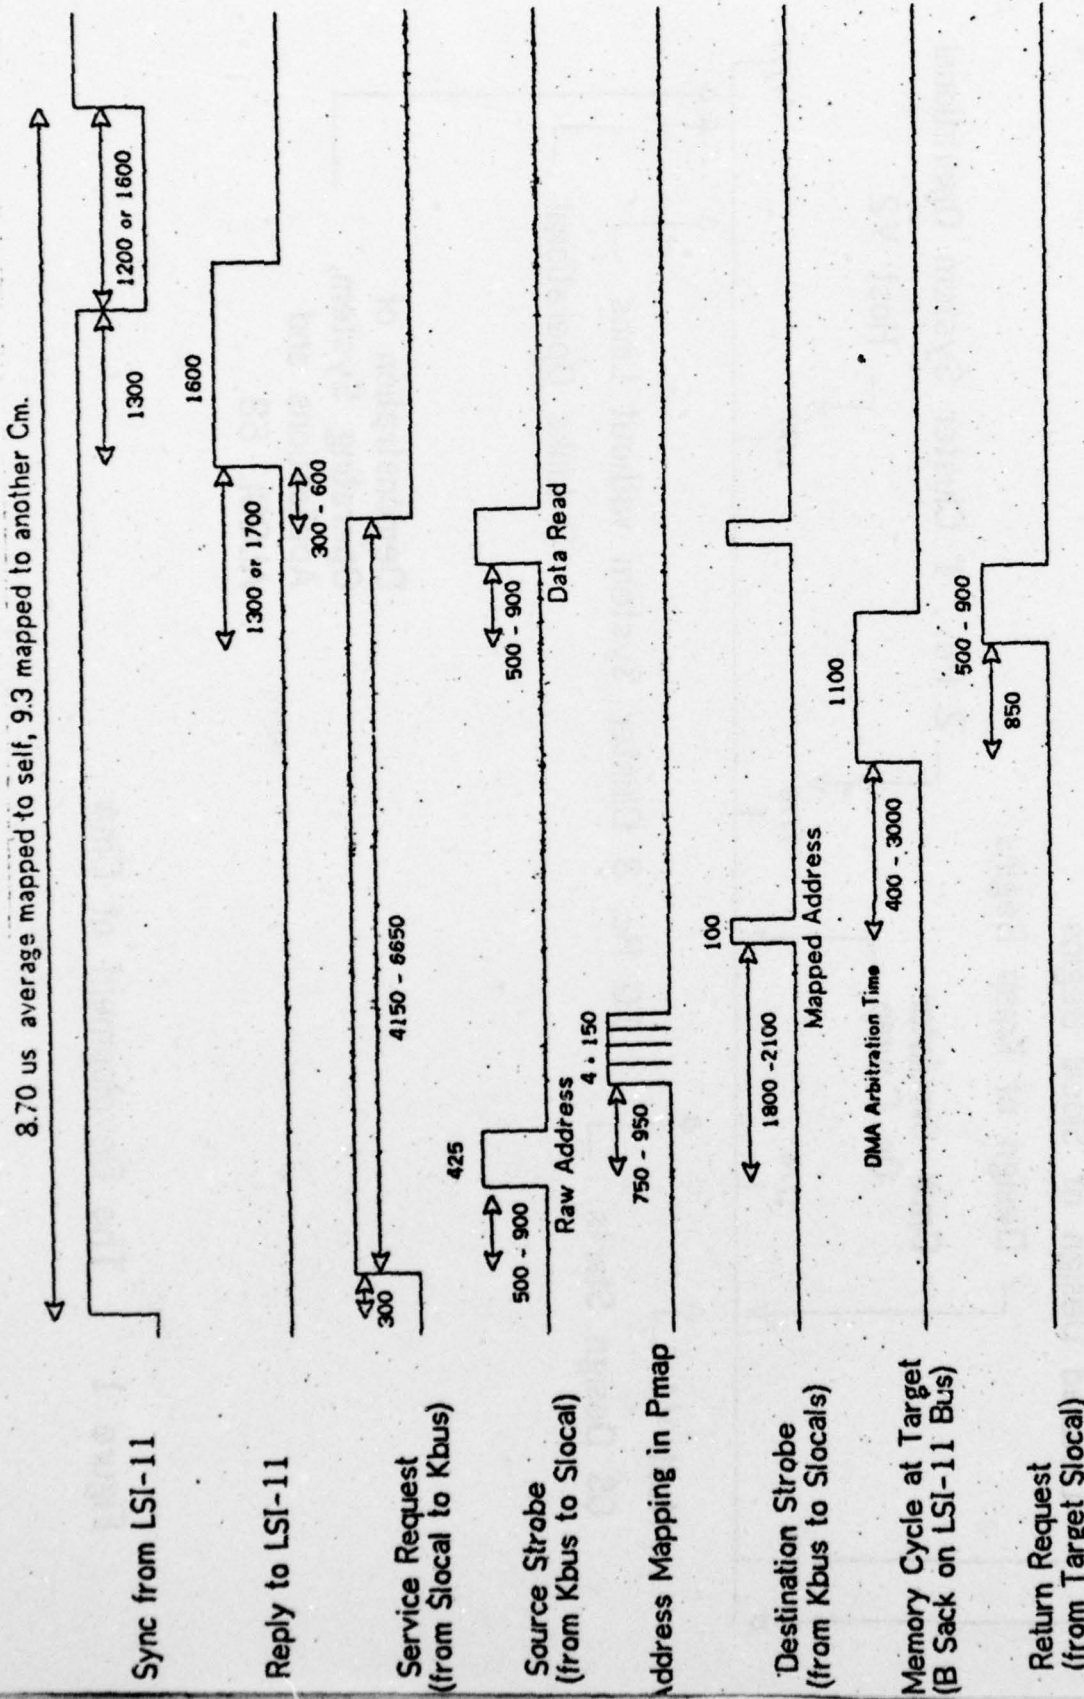 8.70 us average mapped to self, 9.3 mapped to another Cm.
Sync from LSI-11
1300
1200 or 1600
Reply to LSI-11
1300 or 1700
1600
300 - 600
Service Request
(from Slocal to Kbus)
300
4150 - 6650
Source Strobe
(from Kbus to Slocal)
500 - 900
425
Raw Address
500 - 900
Data Read
Address Mapping in Pmap
750 - 950
4 * 150
Destination Strobe
(from Kbus to Slocals)
1800 -2100
100
Mapped Address
Memory Cycle at Target
(B Sack on LSI-11 Bus)
DMA Arbitration Time
400 - 3000
1100
Return Request
(from Target Slocal)
850
500 - 900